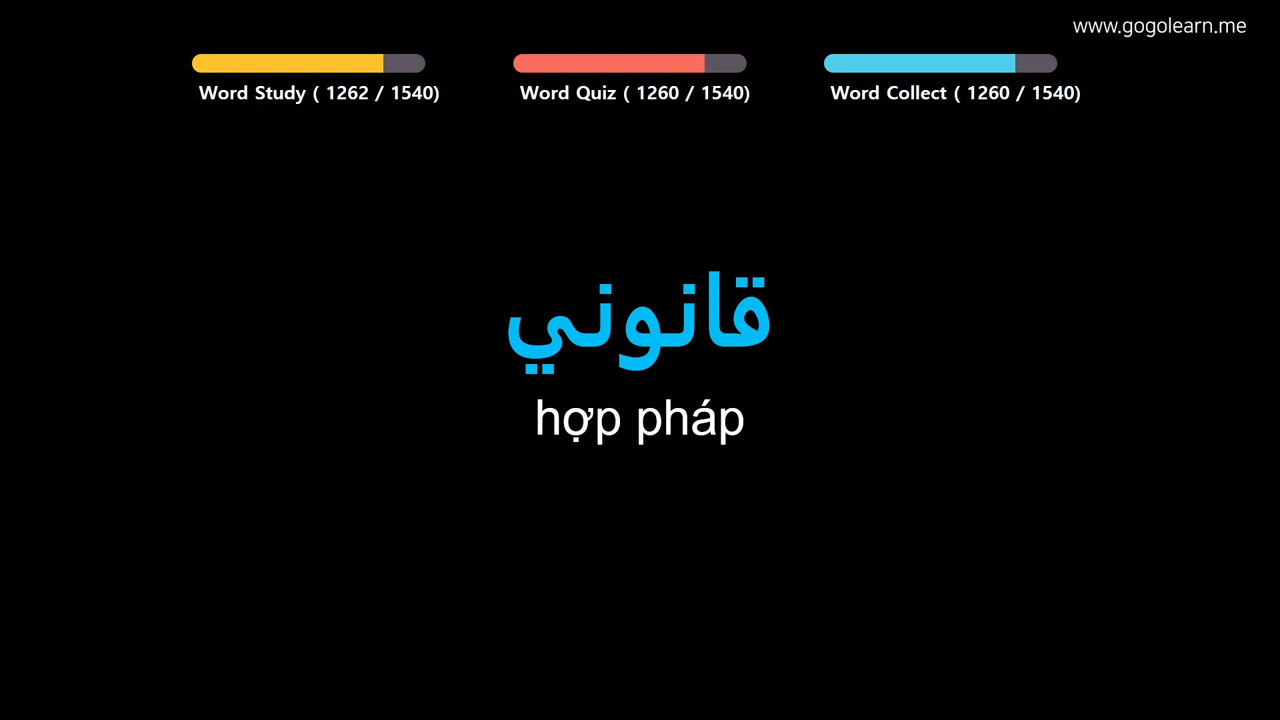 www.gogolearn.me
Word Study ( 1262 / 1540)
Word Quiz ( 1260 / 1540)
Word Collect ( 1260 / 1540)
قانوني
hợp pháp